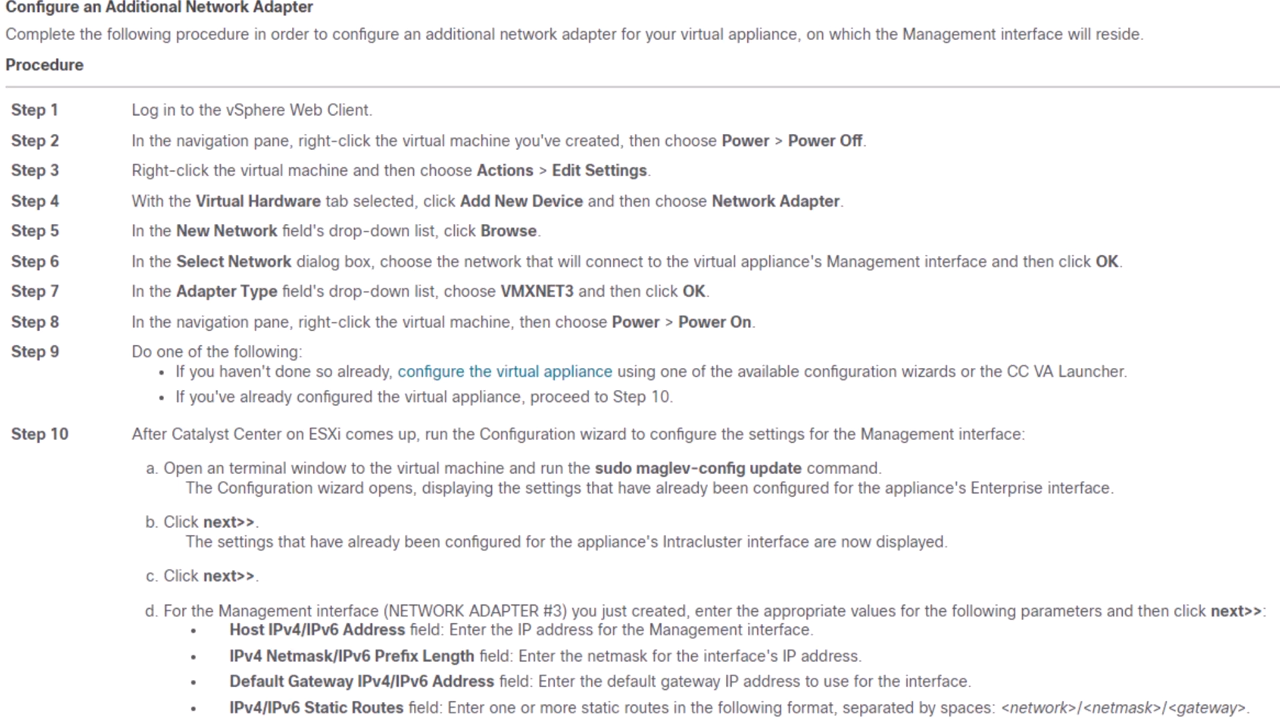 Configure an Additional Network Adapter
Complete the following procedure in order to configure an additional network adapter for your virtual appliance, on which the Management interface will reside.
Procedure
Step 1 Log in to the vSphere Web Client.
Step 2 In the navigation pane, right-click the virtual machine you've created, then choose Power > Power Off.
Step 3 Right-click the virtual machine and then choose Actions > Edit Settings.
Step 4 With the Virtual Hardware tab selected, click Add New Device and then choose Network Adapter.
Step 5 In the New Network field's drop-down list, click Browse.
Step 6 In the Select Network dialog box, choose the network that will connect to the virtual appliance's Management interface and then click OK.
Step 7 In the Adapter Type field's drop-down list, choose VMXNET3 and then click OK.
Step 8 In the navigation pane, right-click the virtual machine, then choose Power > Power On.
Step 9 Do one of the following:
• If you haven't done so already, configure the virtual appliance using one of the available configuration wizards or the CC VA Launcher.
• If you've already configured the virtual appliance, proceed to Step 10.
Step 10 After Catalyst Center on ESXi comes up, run the Configuration wizard to configure the settings for the Management interface:
a. Open an terminal window to the virtual machine and run the sudo maglev-config update command.
The Configuration wizard opens, displaying the settings that have already been configured for the appliance's Enterprise interface.
b. Click next>>.
The settings that have already been configured for the appliance's Intracluster interface are now displayed.
c. Click next>>.
d. For the Management interface (NETWORK ADAPTER #3) you just created, enter the appropriate values for the following parameters and then click next>>:
• Host IPv4/IPv6 Address field: Enter the IP address for the Management interface.
• IPv4 Netmask/IPv6 Prefix Length field: Enter the netmask for the interface's IP address.
• Default Gateway IPv4/IPv6 Address field: Enter the default gateway IP address to use for the interface.
• IPv4/IPv6 Static Routes field: Enter one or more static routes in the following format, separated by spaces: <network>/<netmask>/<gateway>.